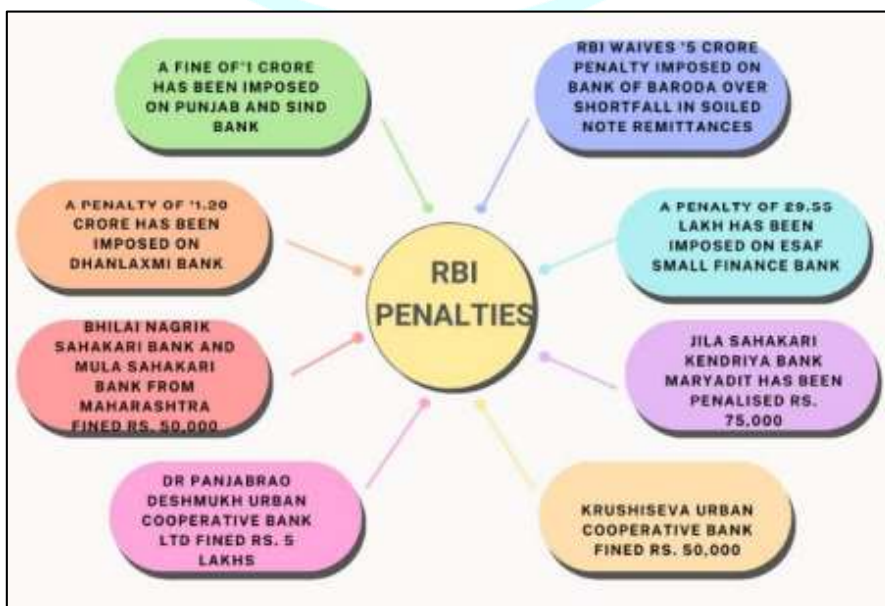 A FINE OF'1 CRORE
HAS BEEN IMPOSED
ON PUNJAB AND SIND
BANK
RBI WAIVES '5 CRORE
PENALTY IMPOSED ON
BANK OF BARODA OVER
SHORTFALL IN SOILED
NOTE REMITTANCES
A PENALTY OF '1.20
CRORE HAS BEEN
IMPOSED ON
DHANLAXMI BANK
A PENALTY OF 29.55
LAKH HAS BEEN
IMPOSED ON ESAF
SMALL FINANCE BANK
RBI
PENALTIES
BHILAI NAGRIK
SAHAKARI BANK AND
MULA SAHAKARI
BANK FROM
MAHARASHTRA
FINED RS. 50,000
JILA SAHAKARI
KENDRIYA BANK
MARYADIT HAS BEEN
PENALISED RS.
75,000
DR PANJABRAO
DESHMUKH URBAN
COOPERATIVE BANK
LTD FINED RS. 5
LAKHS
KRUSHISEVA URBAN
COOPERATIVE BANK
FINED RS. 50,000